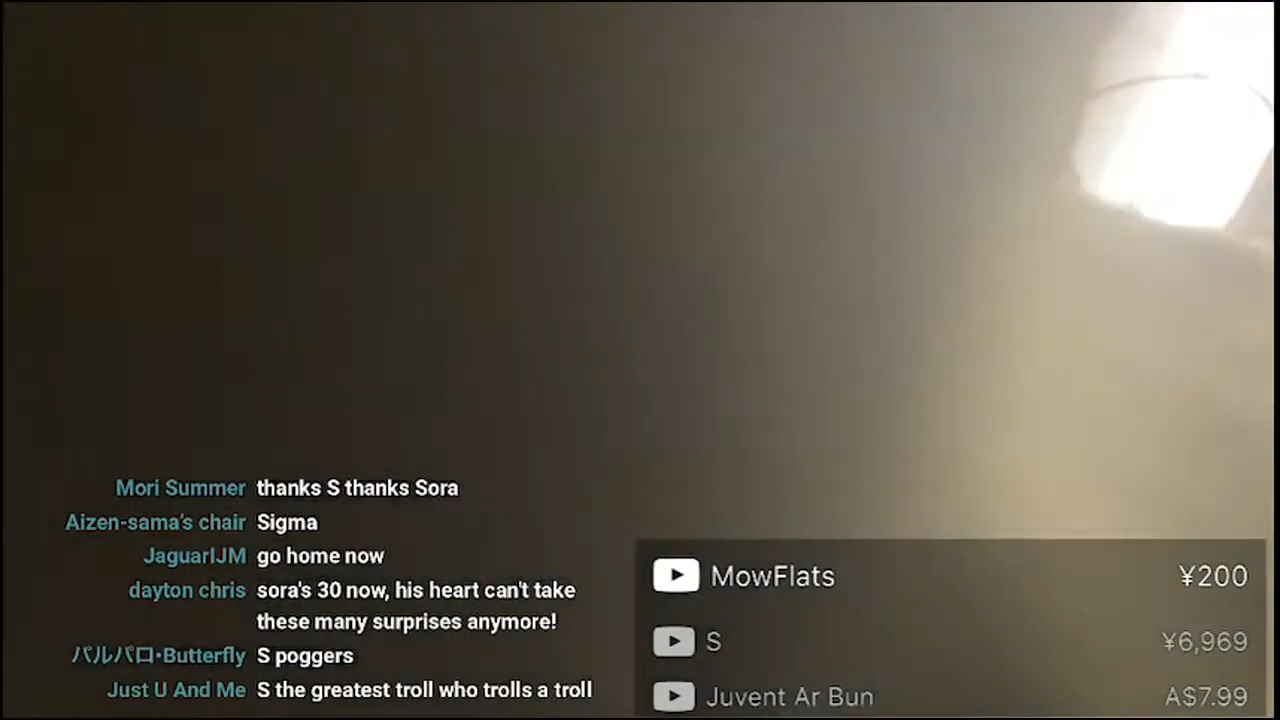 Mori Summer thanks S thanks Sora
Aizen-sama's chair Sigma
JaguarIJM go home now
dayton chris sora's 30 now, his heart can't take
these many surprises anymore!
パルパロ•Butterfly S poggers
Just U And Me S the greatest troll who trolls a troll
MowFlats ¥200
S ¥6,969
Juvent Ar Bun A$7.99